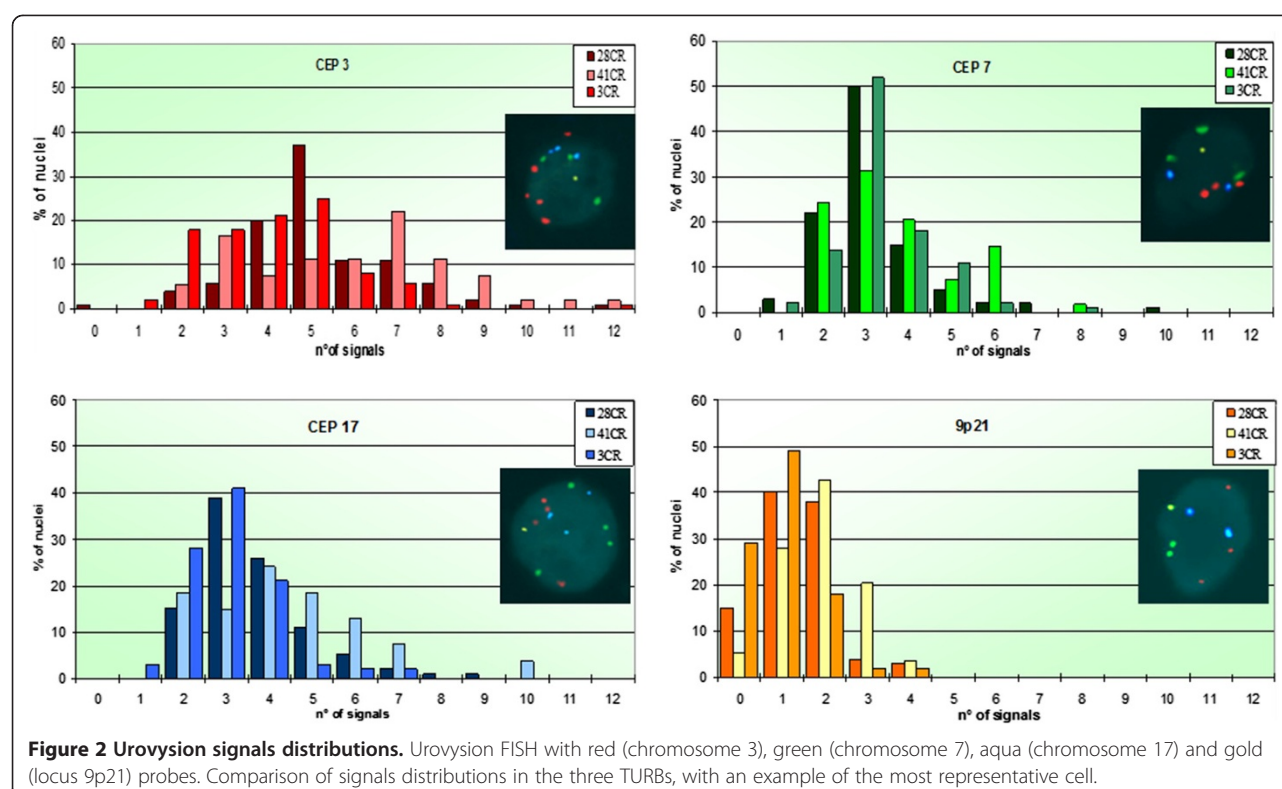 60
50
40
30
20
10
0
% of nuclei
CEP 3
28CR
41CR
3CR
0 1 2 3 4 5 6 7 8 9 10 11 12
n°of signals
60
50
40
30
20
10
0
% of nuclei
CEP 7
28CR
41CR
3CR
0 1 2 3 4 5 6 7 8 9 10 11 12
n° of signals
60
50
40
30
20
10
0
% of nuclei
CEP 17
28CR
41CR
3CR
0 1 2 3 4 5 6 7 8 9 10 11 12
n° of signals
60
50
40
30
20
10
0
% of nuclei
9p21
28CR
41CR
3CR
0 1 2 3 4 5 6 7 8 9 10 11 12
n° of signals
Figure 2 Urovysion signals distributions. Urovysion FISH with red (chromosome 3), green (chromosome 7), aqua (chromosome 17) and gold
(locus 9p21) probes. Comparison of signals distributions in the three TURBs, with an example of the most representative cell.